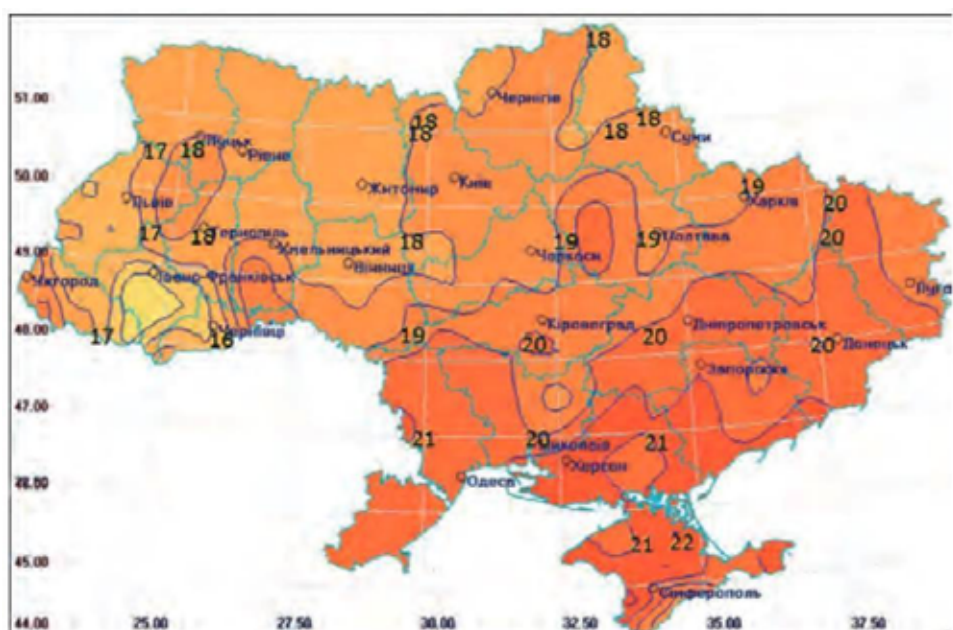 18
51.00
Чернігів
18
18
18
18
Суми
17
18
Луцьк
Рівне
50.00
Житомир
Київ
19
Харків
20
Львів
17
18
Тернопіль
Хмельницький
18
19
19
Полтава
20
49.00
Черкаси
Вінниця
Ужгород
Івано-Франківськ
48.00
17
Чернівці
16
19
20
Кіровоград
20
Дніпропетровськ
20
Донецьк
Запоріжжя
47.00
21
20
Миколаїв
21
Херсон
Одеса
45.00
21
22
Сімферополь
44.00
25.00
27.50
30.00
32.50
35.00
37.50